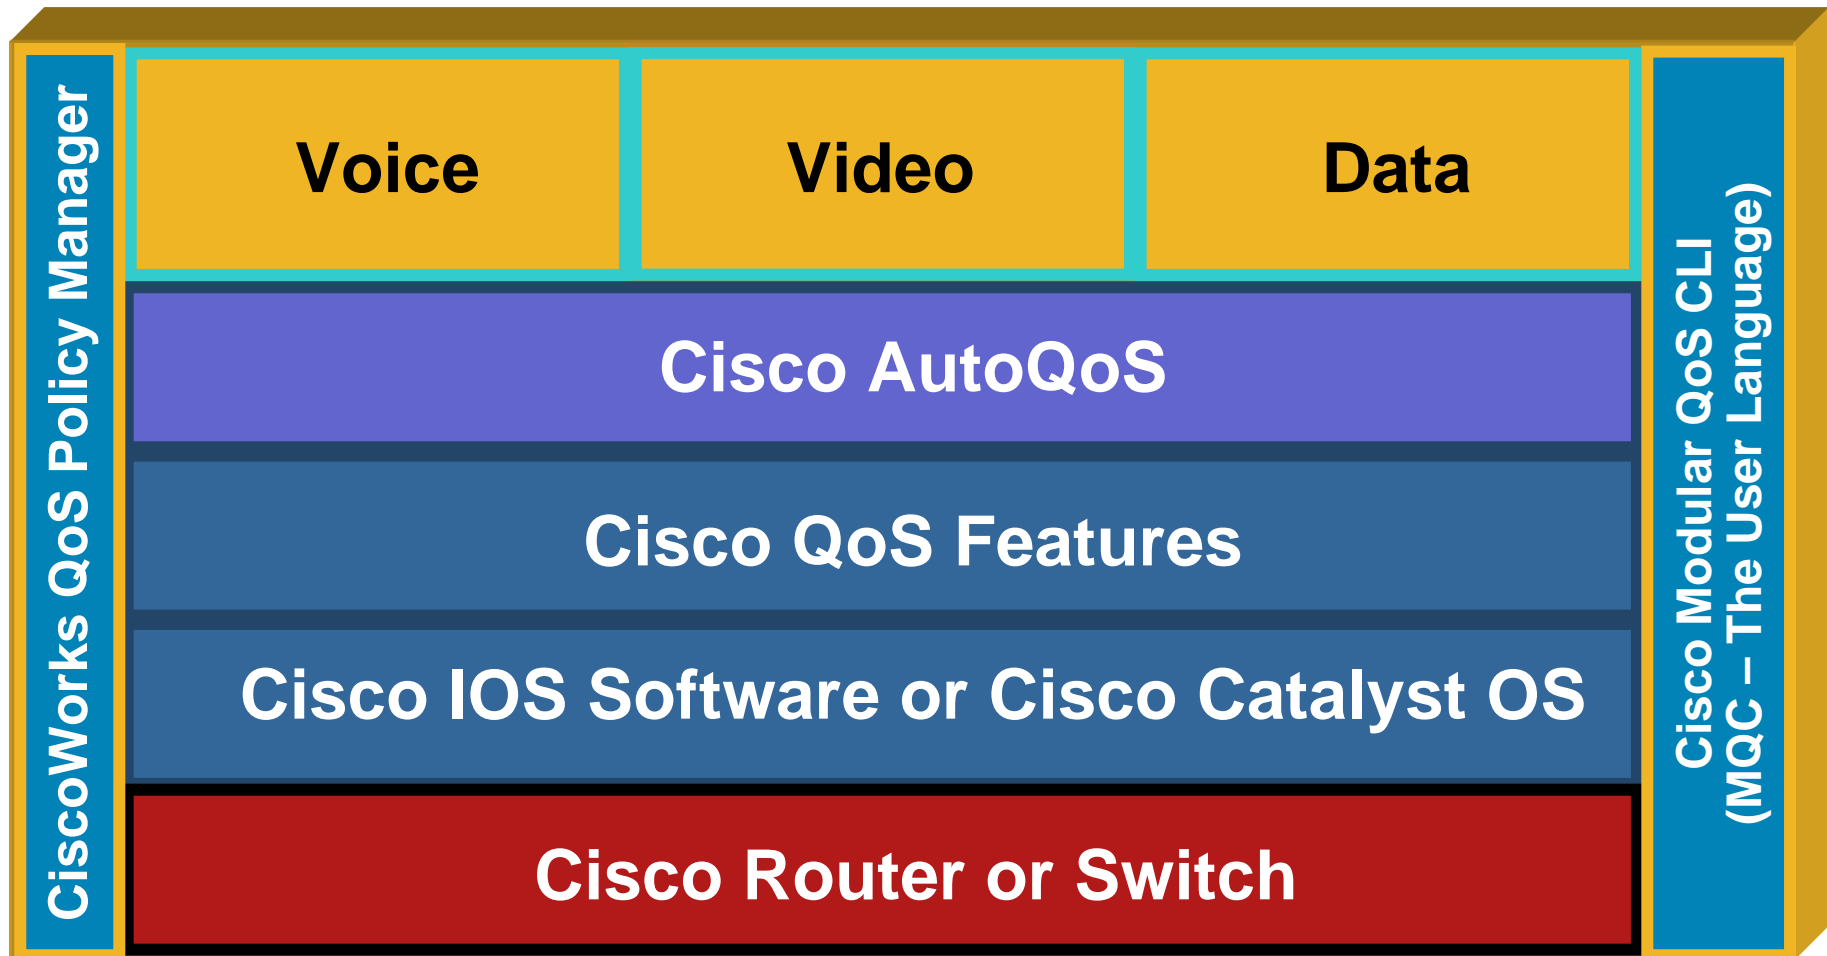 CiscoWorks QoS Policy Manager
Voice
Video
Data
Cisco AutoQoS
Cisco QoS Features
Cisco IOS Software or Cisco Catalyst OS
Cisco Router or Switch
Cisco Modular QoS CLI
(MQC – The User Language)